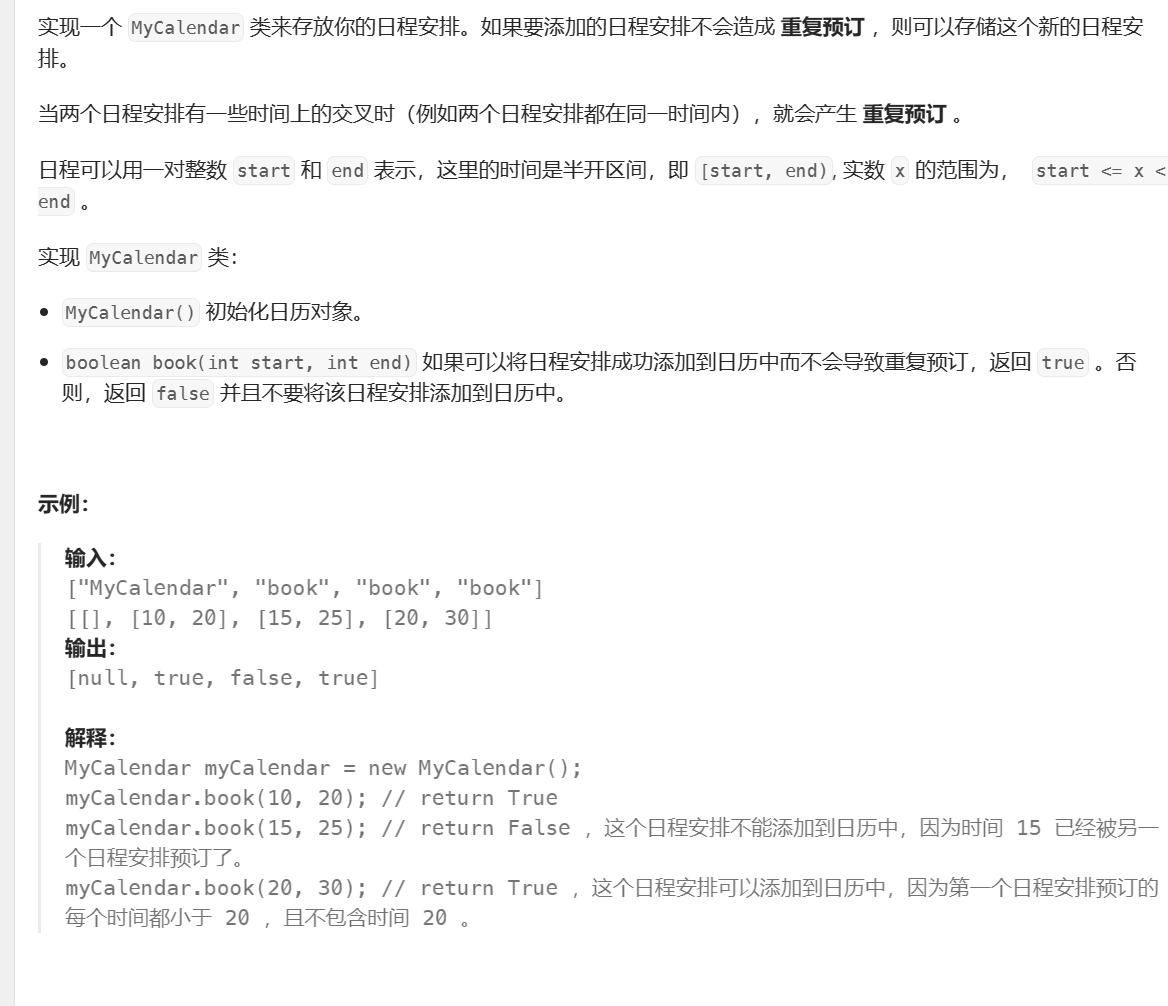 实现一个 MyCalendar 类来存放你的日程安排。如果要添加的日程安排不会造成 重复预订 ，则可以存储这个新的日程安
排。
当两个日程安排有一些时间上的交叉时（例如两个日程安排都在同一时间内），就会产生 重复预订 。
日程可以用一对整数 start 和 end 表示，这里的时间是半开区间，即 [start, end), 实数 x 的范围为， start <= x <
end 。
实现 MyCalendar 类：
MyCalendar() 初始化日历对象。
boolean book(int start, int end) 如果可以将日程安排成功添加到日历中而不会导致重复预订，返回 true 。否
则，返回 false 并且不要将该日程安排添加到日历中。
示例：
输入：
["MyCalendar", "book", "book", "book"]
[[], [10, 20], [15, 25], [20, 30]]
输出：
[null, true, false, true]
解释：
MyCalendar myCalendar = new MyCalendar();
myCalendar.book(10, 20); // return True
myCalendar.book(15, 25); // return False ，这个日程安排不能添加到日历中，因为时间 15 已经被另一
个日程安排预订了。
myCalendar.book(20, 30); // return True ，这个日程安排可以添加到日历中，因为第一个日程安排预订的
每个时间都小于 20 ，且不包含时间 20 。